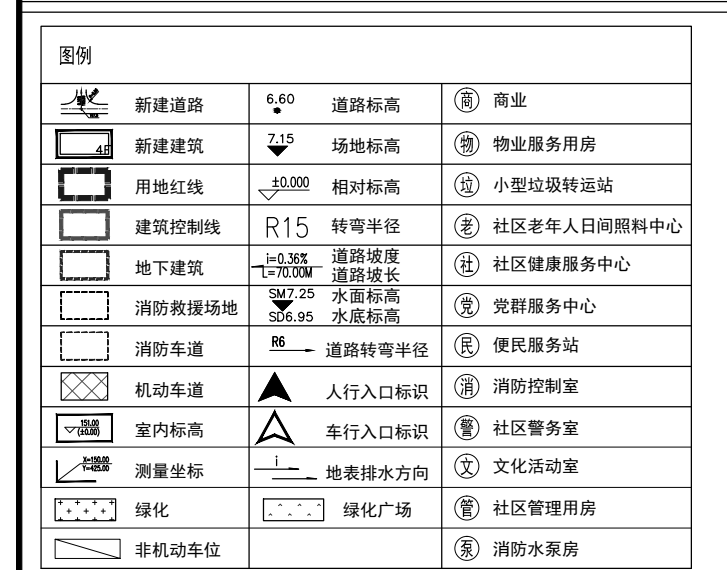 图例
新建道路 6.60 道路标高 商 商业
4F 新建建筑 7.15 场地标高 物 物业服务用房
用地红线 ±0.000 相对标高 垃 小型垃圾转运站
建筑控制线 R15 转弯半径 老 社区老年人日间照料中心
地下建筑 i=0.36% 道路坡度 社 社区健康服务中心
L=70.00M 道路坡长
消防救援场地 SM7.25 水面标高 党 党群服务中心
SD6.95 水底标高
消防车道 R6 道路转弯半径 民 便民服务站
机动车道 人行入口标识 消 消防控制室
151.00 室内标高 车行入口标识 警 社区警务室
(±0.00)
X=150.00 测量坐标 i 地表排水方向 文 文化活动室
Y=425.00
绿化 绿化广场 管 社区管理用房
非机动车位 泵 消防水泵房